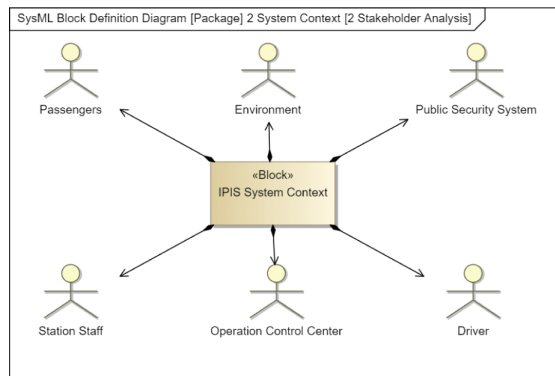 SysML Block Definition Diagram [Package] 2 System Context [2 Stakeholder Analysis]
Passengers
Environment
Public Security System
«Block»
IPIS System Context
Station Staff
Operation Control Center
Driver